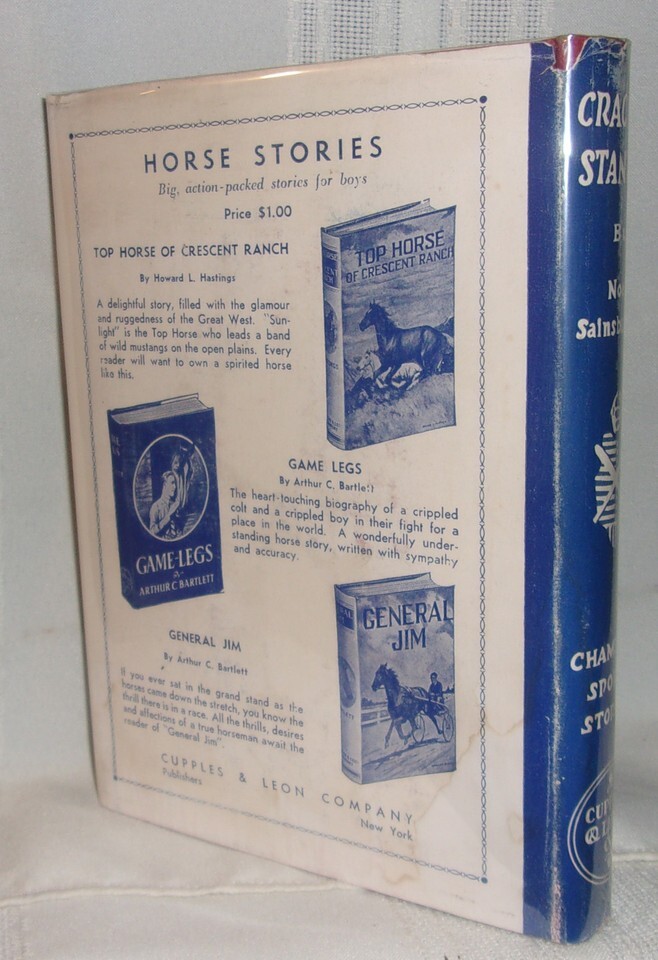 HORSE STORIES
Big, action-packed stories for boys
Price $1.00
TOP HORSE OF CRESCENT RANCH
By Howard L. Hastings
A delightful story, filled with the glamour
and ruggedness of the Great West. "Sun-
light" is the Top Horse who leads a band
of wild mustangs on the open plains. Every
reader will want to own a spirited horse
like this.
TOP HORSE
OF CRESCENT RANCH
GAME LEGS
By Arthur C. Bartlett
The heart-touching biography of a crippled
colt and a crippled boy in their fight for a
place in the world. A wonderfully under-
standing horse story, written with sympathy
and accuracy.
GAME-LEGS
By
ARTHUR C BARTLETT
GENERAL JIM
By Arthur C. Bartlett
If you ever sat in the grand stand as the
horses came down the stretch, you know the
thrill there is in a race. All the thrills, desires
and affections of a true horseman await the
reader of "General Jim"
GENERAL
JIM
CUPPLES & LEON COMPANY
Publishers
New York
CRAC
STAN
B
No
Sainsb
CHAM
SPO
STO
CUP
& L
C